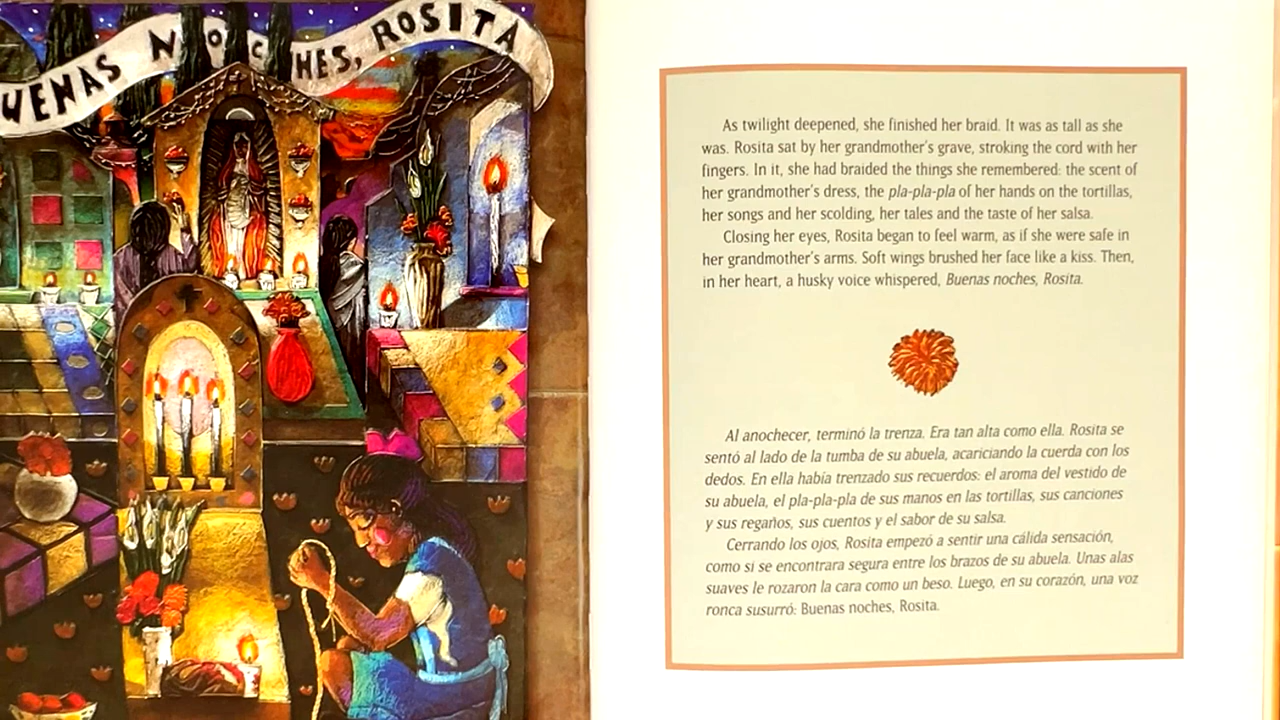 UENAS NOCHES, ROSITA
As twilight deepened, she finished her braid. It was as tall as she
was. Rosita sat by her grandmother's grave, stroking the cord with her
fingers. In it, she had braided the things she remembered: the scent of
her grandmother's dress, the pla-pla-pla of her hands on the tortillas,
her songs and her scolding, her tales and the taste of her salsa.
Closing her eyes, Rosita began to feel warm, as if she were safe in
her grandmother's arms. Soft wings brushed her face like a kiss. Then,
in her heart, a husky voice whispered, Buenas noches, Rosita.
Al anochecer, terminó la trenza. Era tan alta como ella. Rosita se
sentó al lado de la tumba de su abuela, acariciando la cuerda con los
dedos. En ella había trenzado sus recuerdos: el aroma del vestido de
su abuela, el pla-pla-pla de sus manos en las tortillas, sus canciones
y sus regaños, sus cuentos y el sabor de su salsa.
Cerrando los ojos, Rosita empezó a sentir una cálida sensación,
como si se encontrara segura entre los brazos de su abuela. Unas alas
suaves le rozaron la cara como un beso. Luego, en su corazón, una voz
ronca susurró: Buenas noches, Rosita.